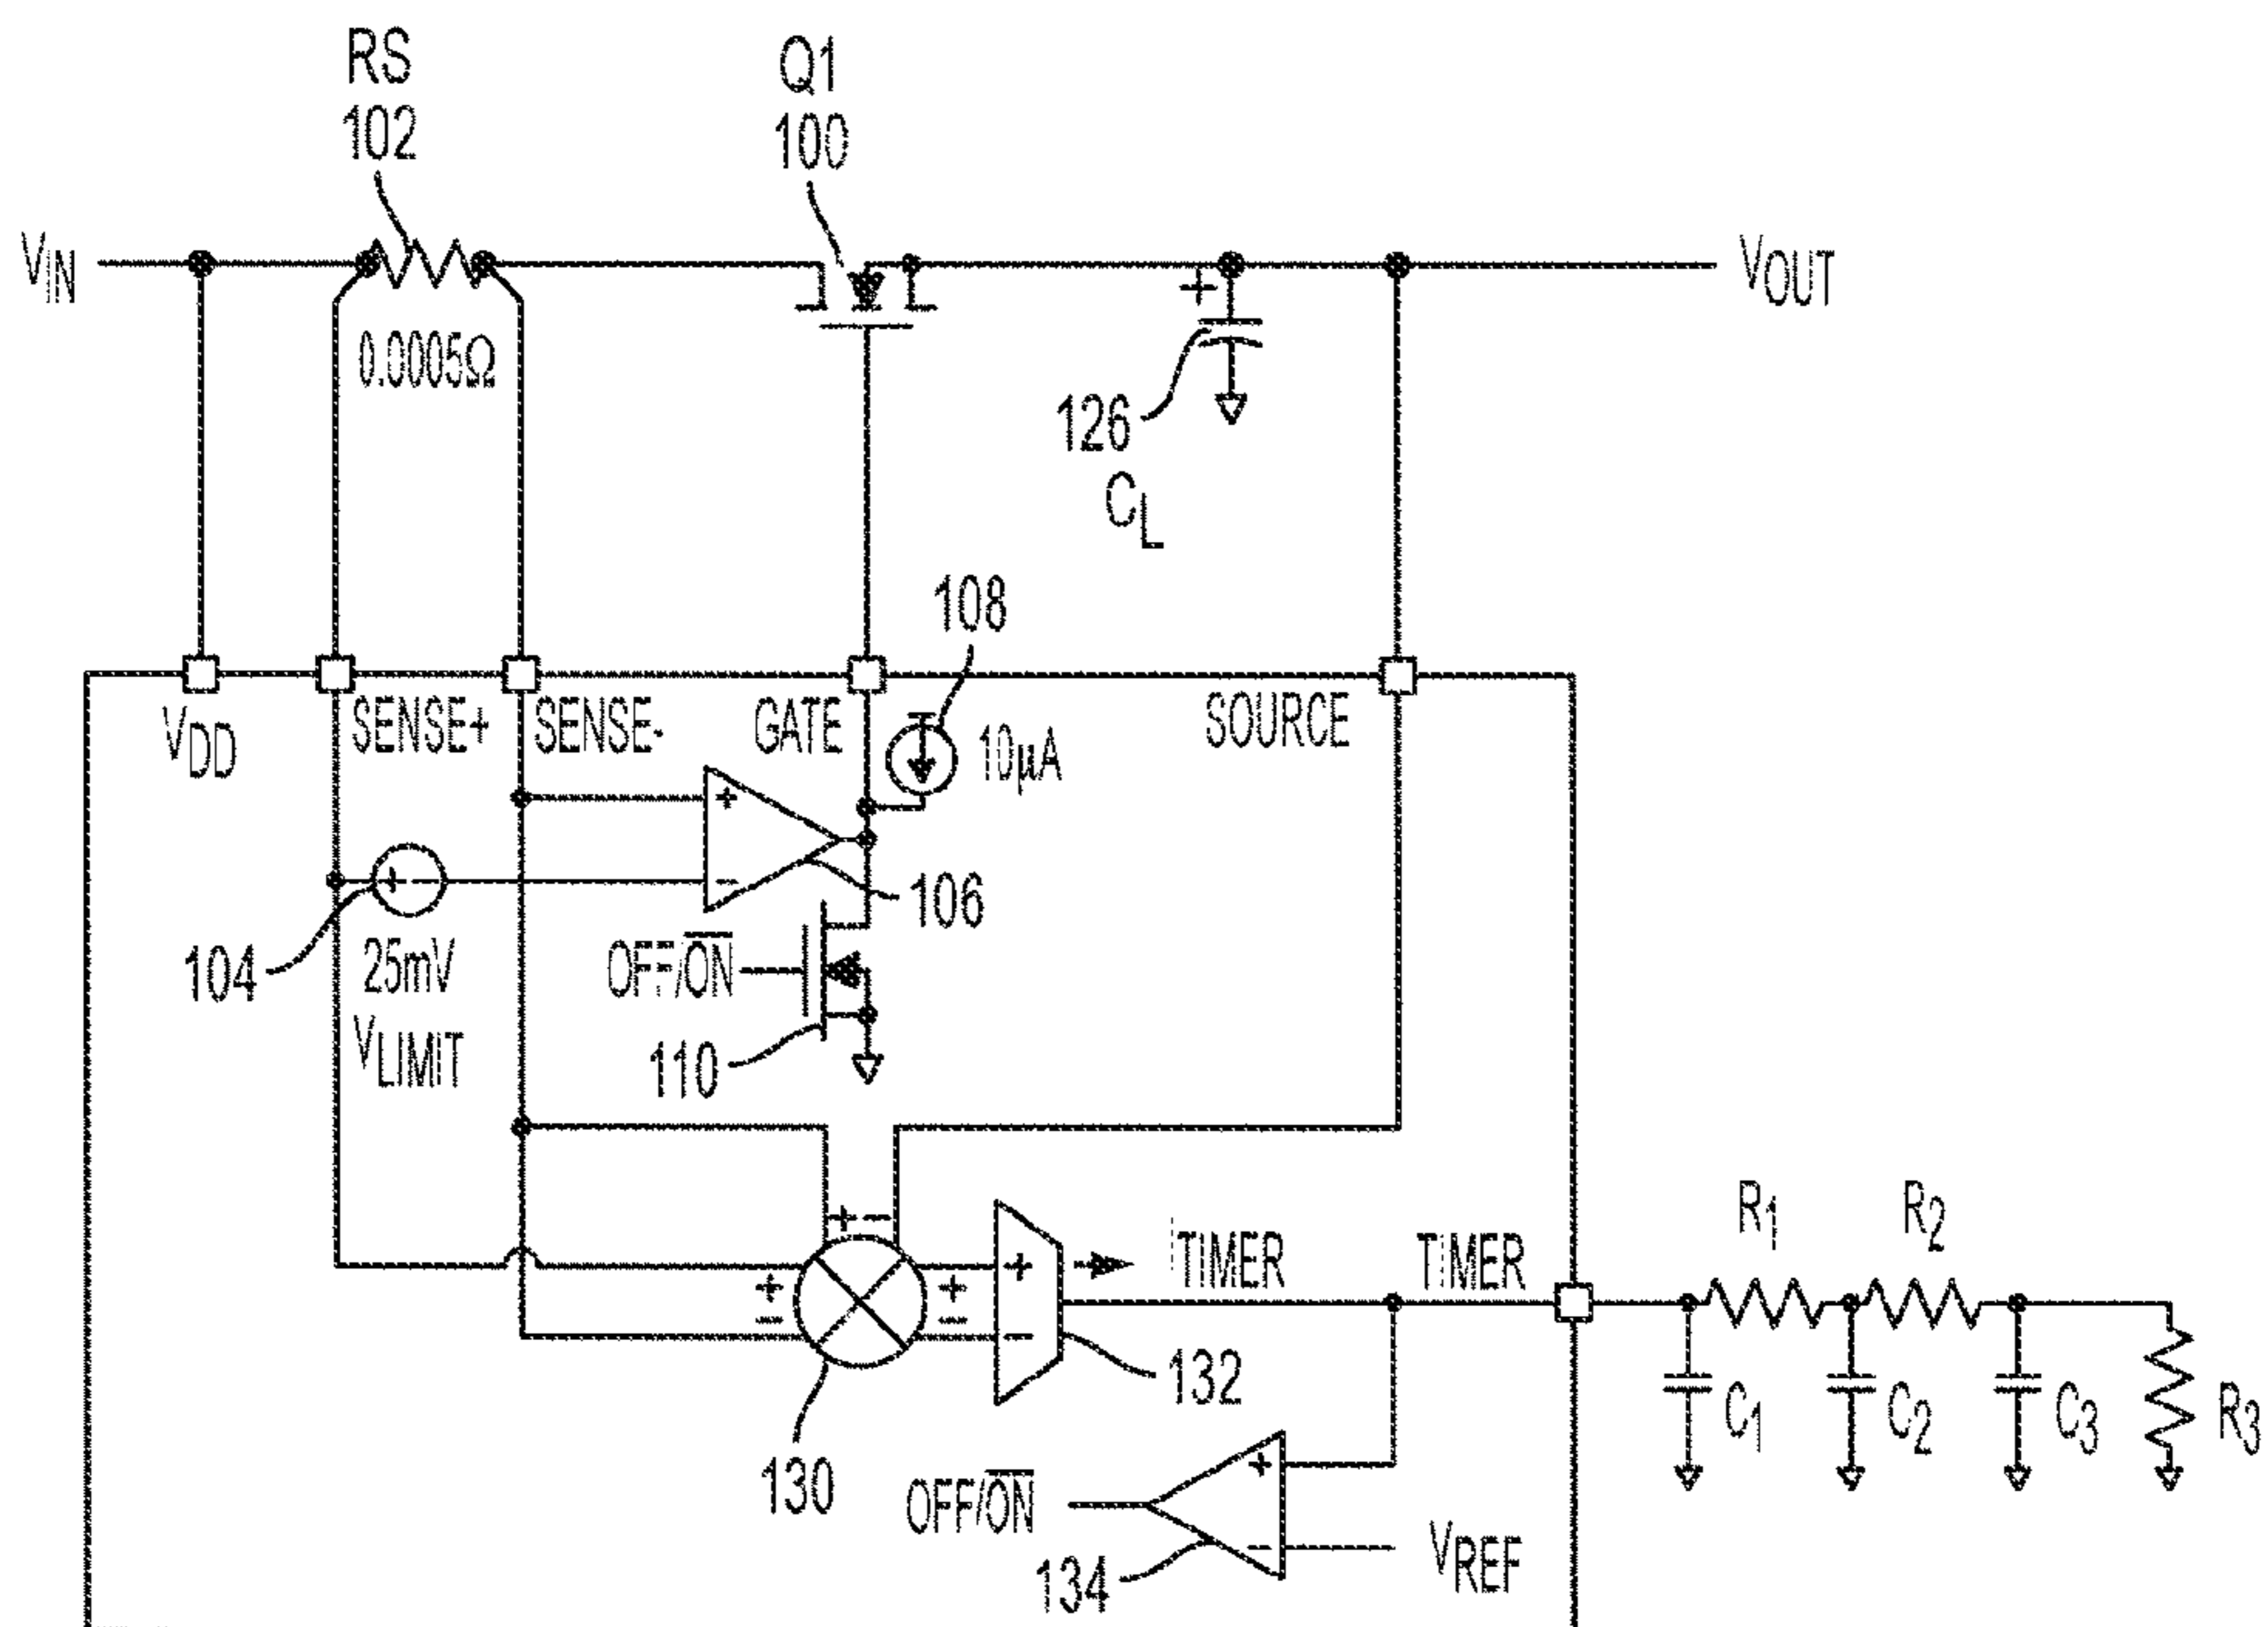 RS
102
Q1
100
VIN
VOUT
0.0005Ω
+
126
CL
108
VDD
SENSE+
SENSE-
GATE
10µA
SOURCE
+
-
106
+
-
104
25mV
VLIMIT
OFF/ON
110
+ -
+
-
+
-
+
-
ITIMER
TIMER
R1
R2
132
C1
C2
C3
R3
130
OFF/ON
+
-
VREF
134